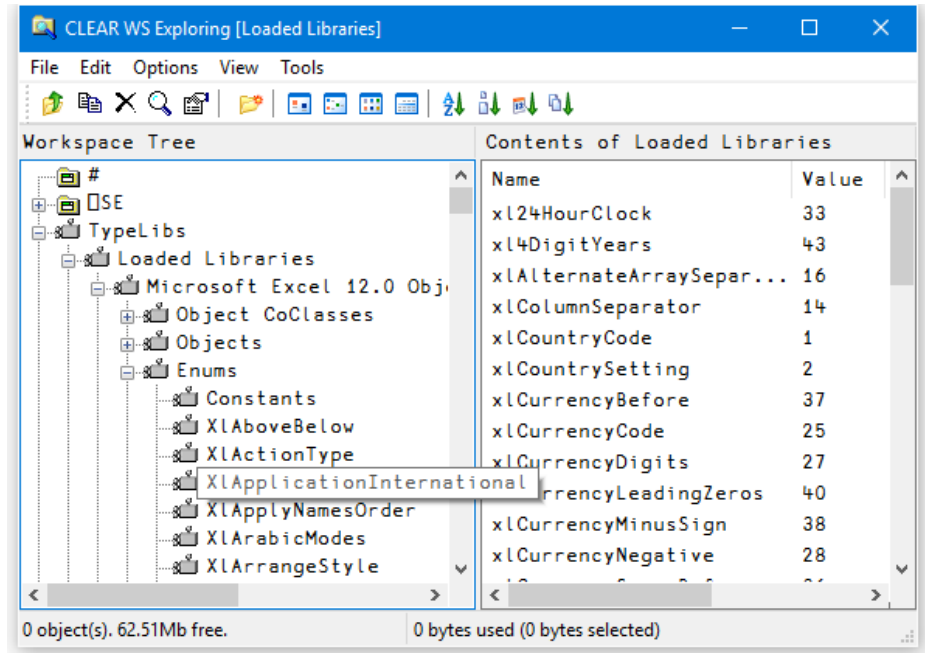 CLEAR WS Exploring [Loaded Libraries]
File Edit Options View Tools
Workspace Tree
#
⎕SE
TypeLibs
Loaded Libraries
Microsoft Excel 12.0 Obj
Object CoClasses
Objects
Enums
Constants
XlAboveBelow
XlActionType
XlApplicationInternational
XlApplyNamesOrder
XlArabicModes
XlArrangeStyle
Contents of Loaded Libraries
Name Value
xl24HourClock 33
xl4DigitYears 43
xlAlternateArraySepar... 16
xlColumnSeparator 14
xlCountryCode 1
xlCountrySetting 2
xlCurrencyBefore 37
xlCurrencyCode 25
xlCurrencyDigits 27
rrencyLeadingZeros 40
xlCurrencyMinusSign 38
xlCurrencyNegative 28
0 object(s). 62.51Mb free.
0 bytes used (0 bytes selected)